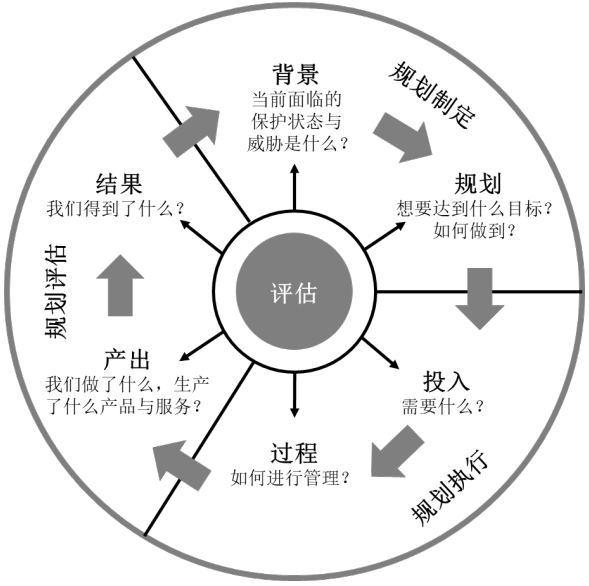 背景
当前面临的
保护状态与
威胁是什么?
规划制定
规划
想要达到什么目标?
如何做到?
投入
需要什么?
规划执行
过程
如何进行管理?
产出
我们做了什么，生产
了什么产品与服务?
规划评估
结果
我们得到了什么?
评估